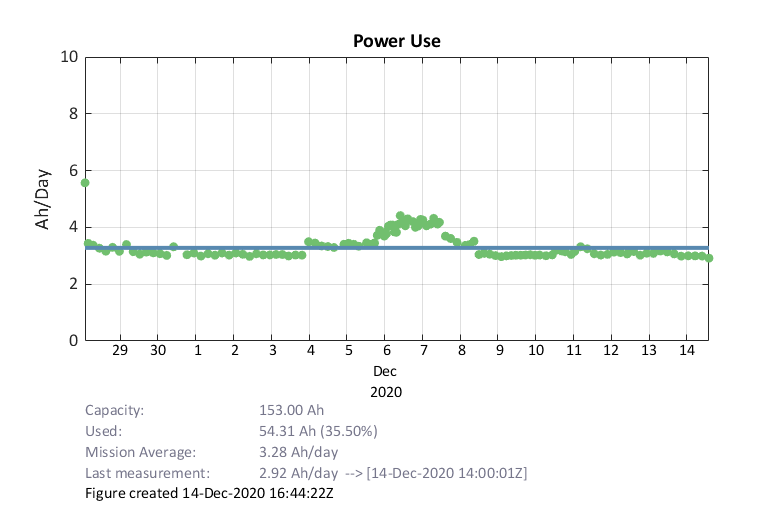 Power Use
Ah/Day
10
8
6
4
2
0
29 30 1 2 3 4 5 6 7 8 9 10 11 12 13 14
Dec
2020
Capacity: 153.00 Ah
Used: 54.31 Ah (35.50%)
Mission Average: 3.28 Ah/day
Last measurement: 2.92 Ah/day --> [14-Dec-2020 14:00:01Z]
Figure created 14-Dec-2020 16:44:22Z